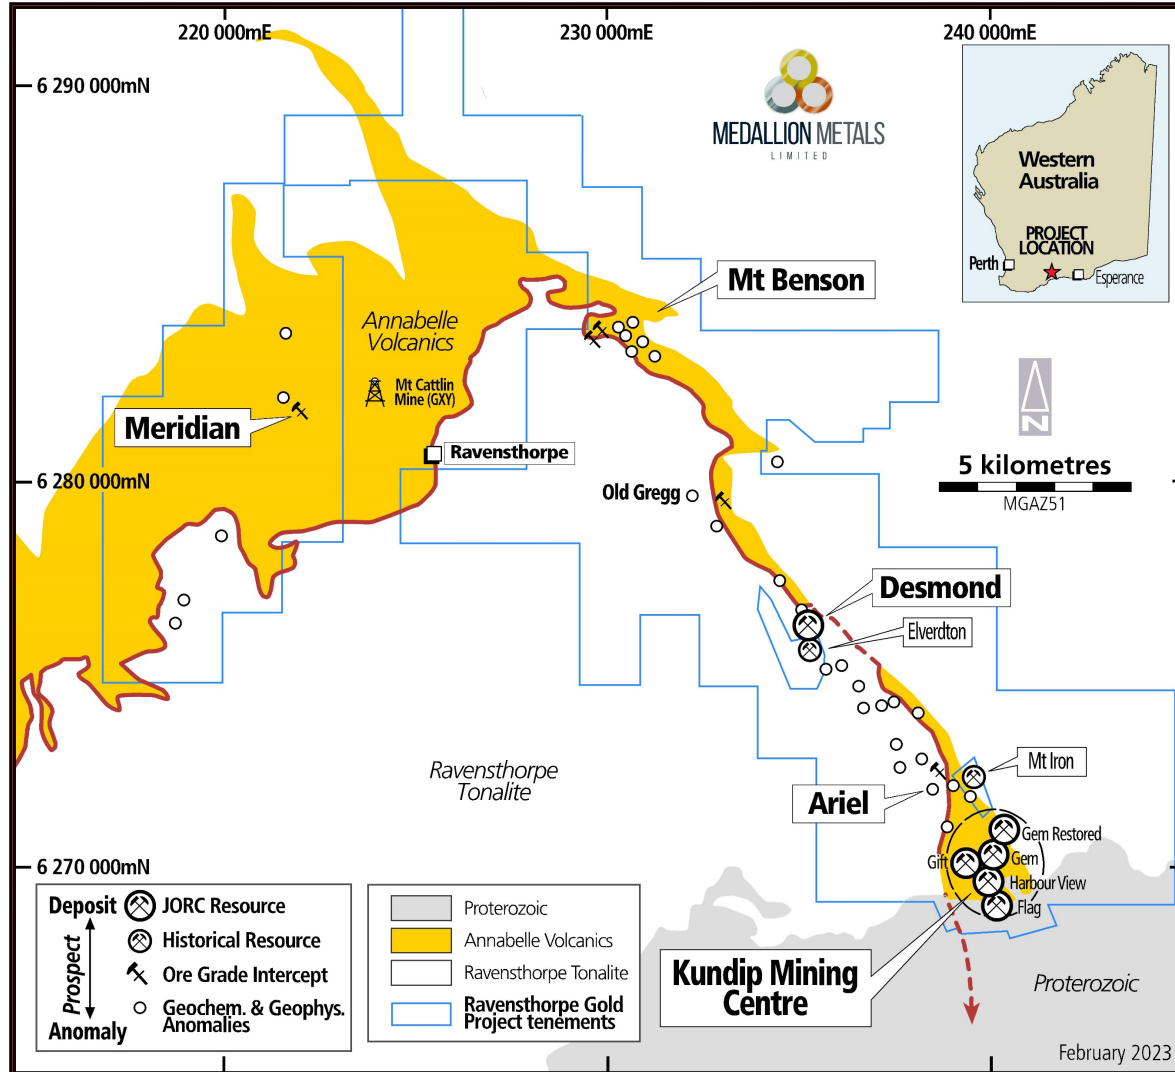 220 000mE
230 000mE
240 000mE
6 290 000mN
MEDALLION METALS
LIMITED
Western
Australia
PROJECT
LOCATION
Perth
Esperance
Mt Benson
Annabelle
Volcanics
Mt Cattlin
Mine (GXY)
Meridian
Ravensthorpe
N
5 kilometres
MGAZ51
6 280 000mN
Old Gregg
Desmond
Elverdton
Ravensthorpe
Tonalite
Mt Iron
Ariel
Gem Restored
Gem
Gift
Harbour View
Flag
6 270 000mN
Kundip Mining
Centre
Proterozoic
Deposit
JORC Resource
Historical Resource
Prospect
Ore Grade Intercept
Geochem. & Geophys.
Anomalies
Anomaly
Proterozoic
Annabelle Volcanics
Ravensthorpe Tonalite
Ravensthorpe Gold
Project tenements
February 2023